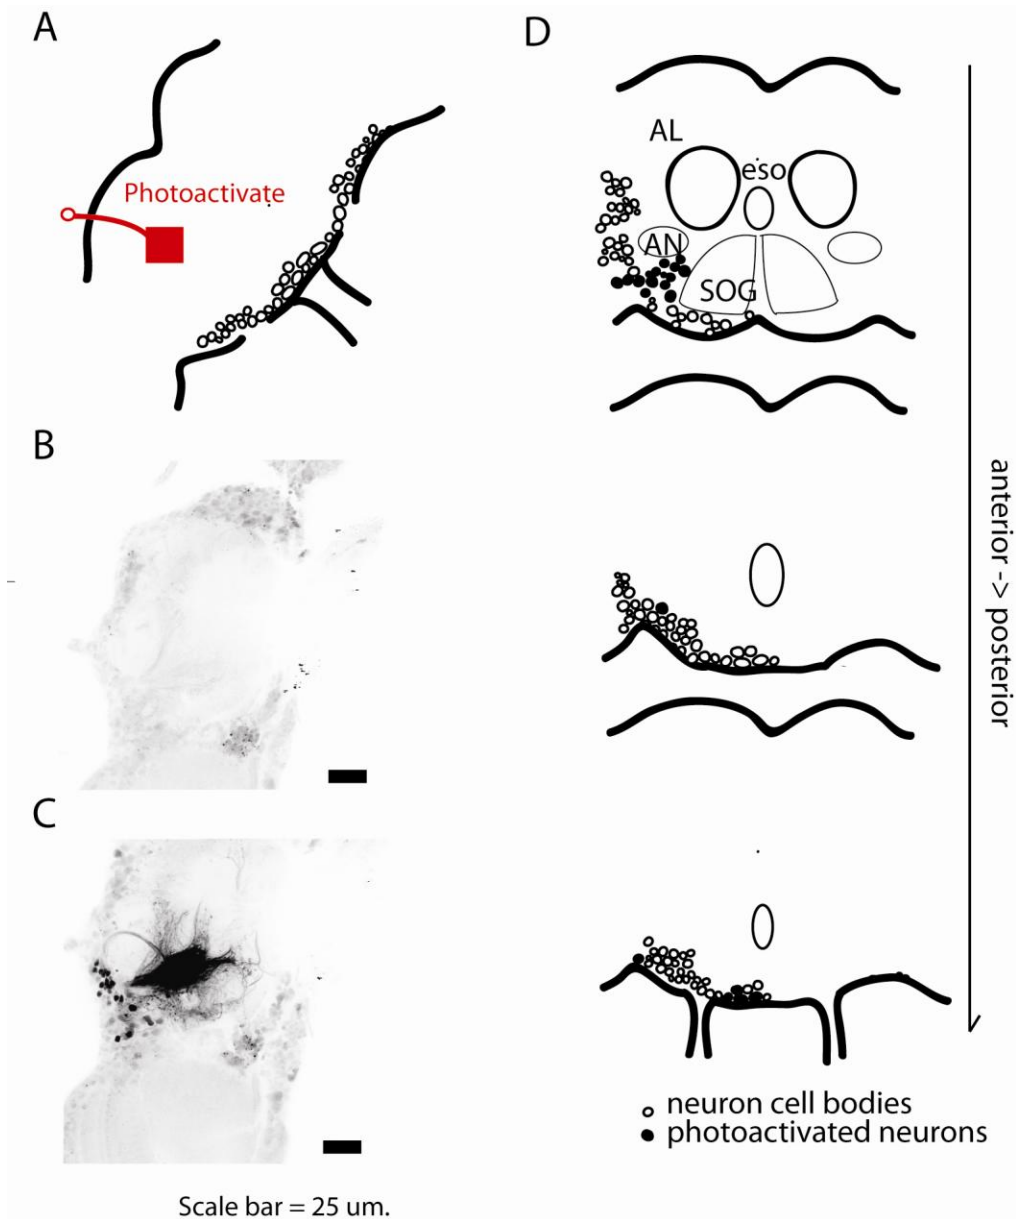 A
Photoactivate
B
C
Scale bar = 25 um.
D
AL
eso
AN
SOG
anterior -> posterior
neuron cell bodies
photoactivated neurons